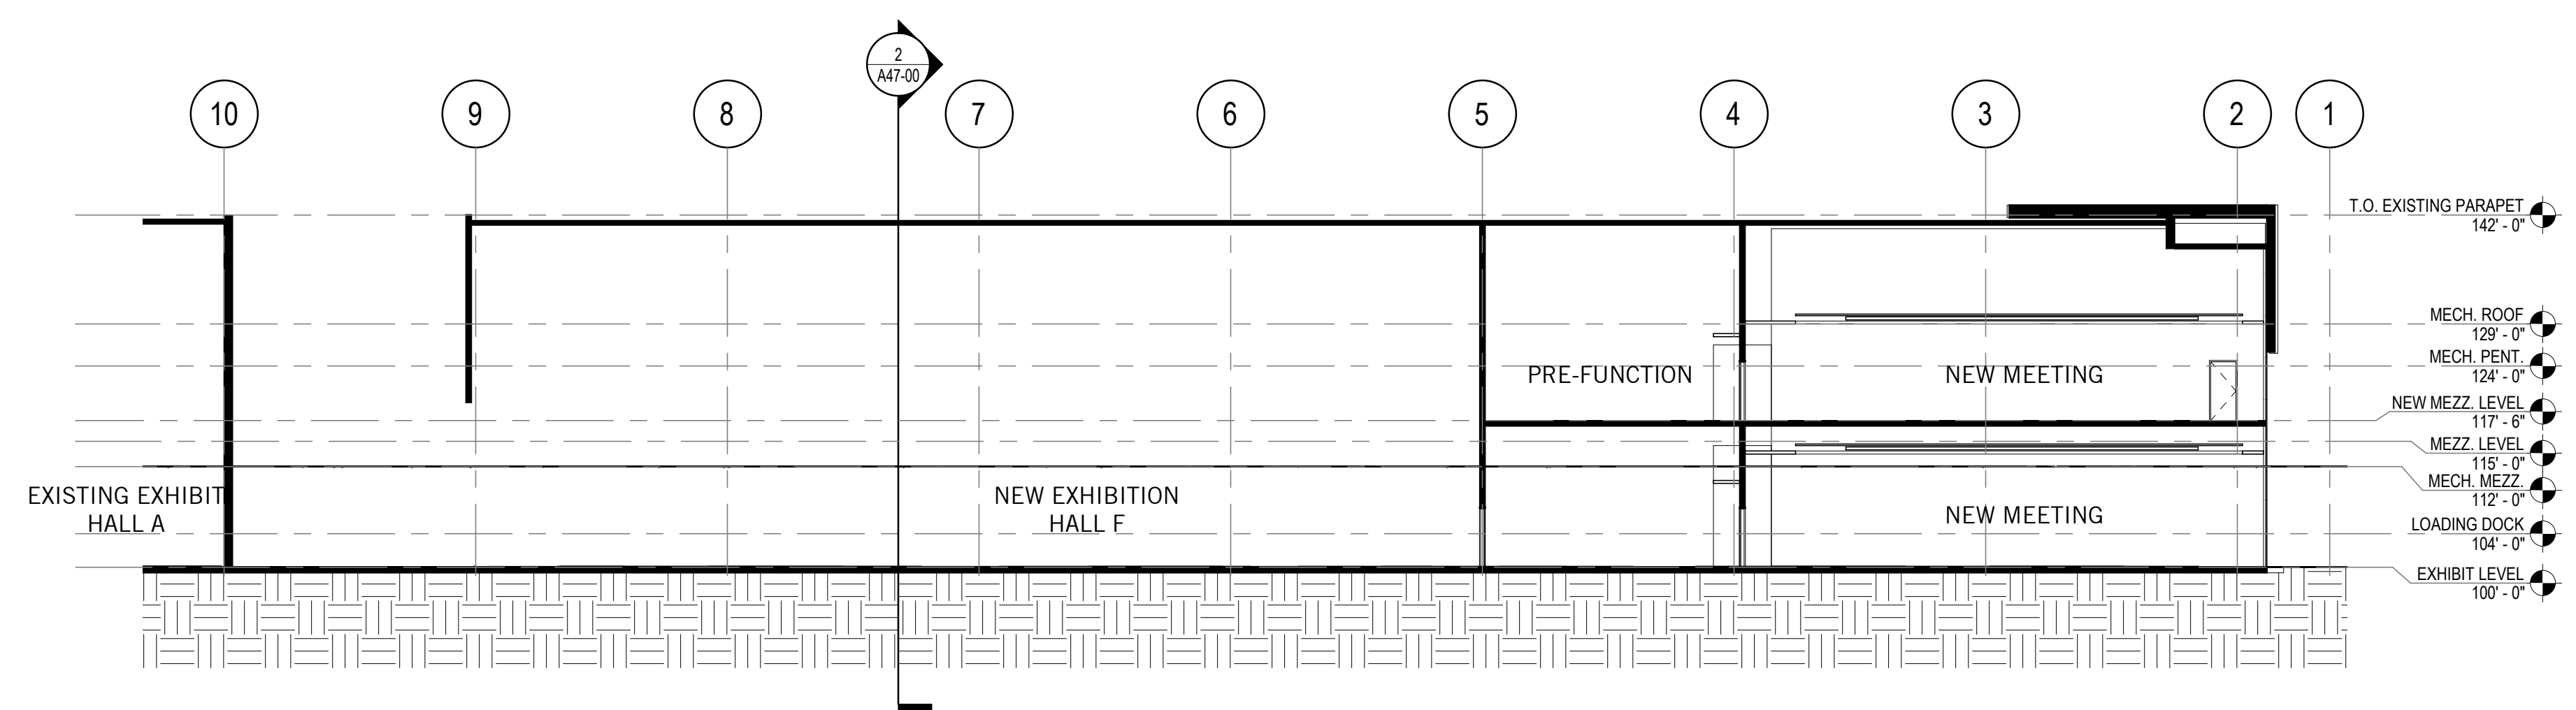 2
A47-00
10
9
8
7
6
5
4
3
2
1
T.O. EXISTING PARAPET
142' - 0"
MECH. ROOF
129' - 0"
MECH. PENT.
124' - 0"
PRE-FUNCTION
NEW MEETING
NEW MEZZ. LEVEL
117' - 6"
MEZZ. LEVEL
115' - 0"
MECH. MEZZ.
112' - 0"
EXISTING EXHIBIT
HALL A
NEW EXHIBITION
HALL F
NEW MEETING
LOADING DOCK
104' - 0"
EXHIBIT LEVEL
100' - 0"